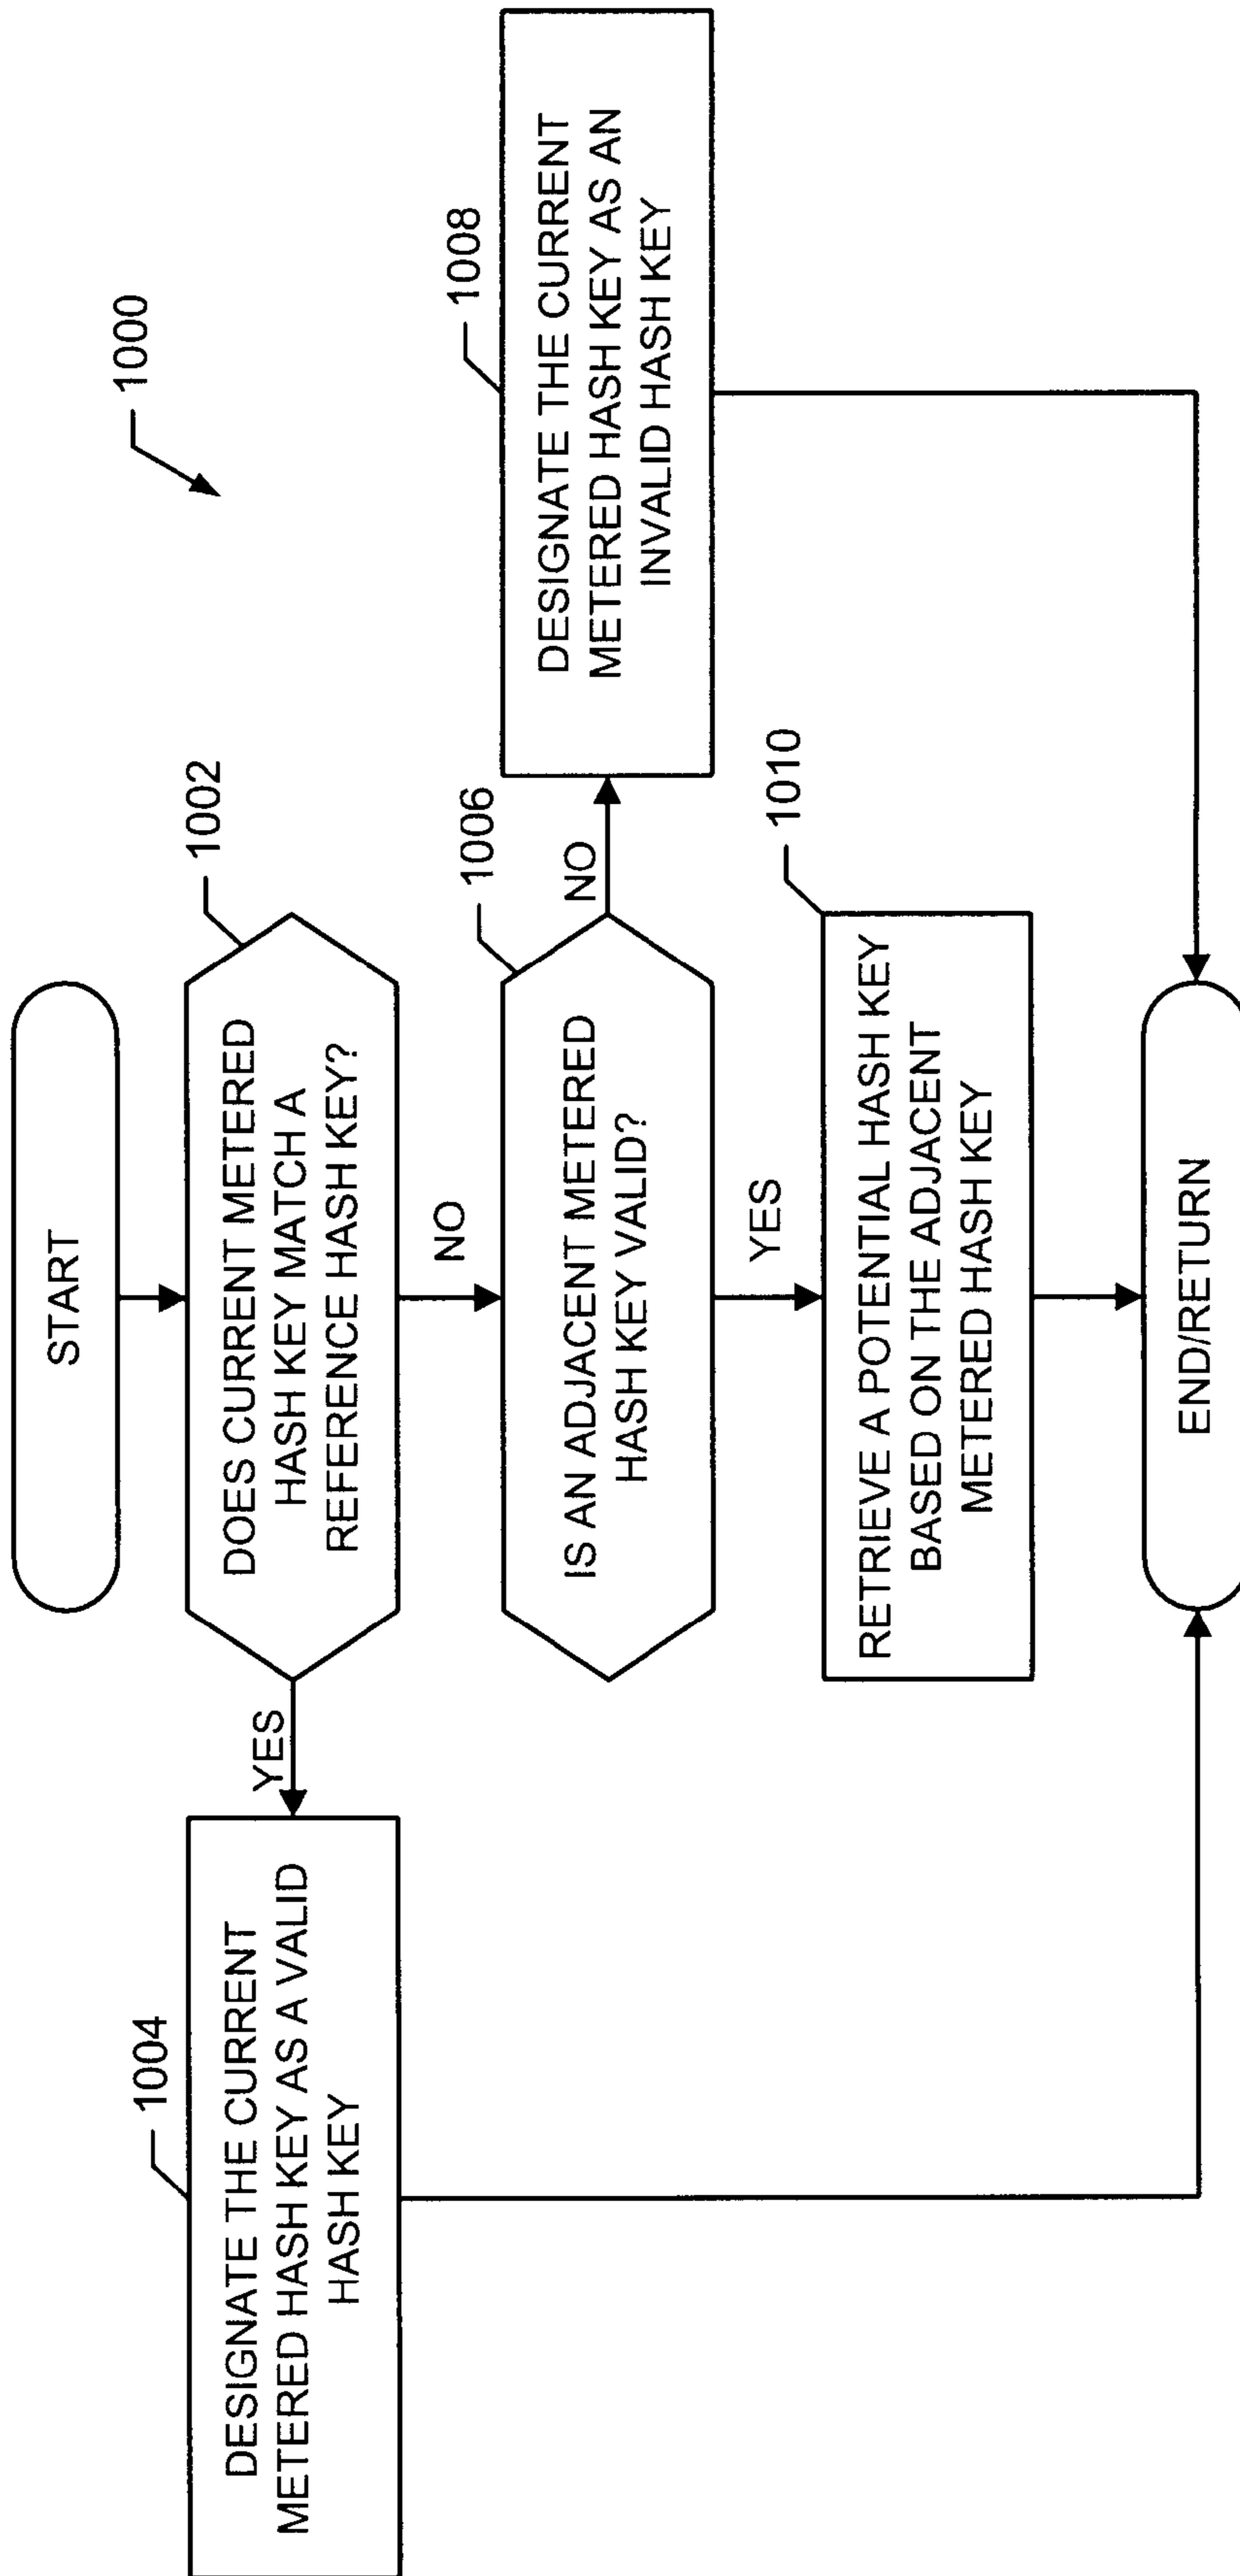 1000
START
1002
DOES CURRENT METERED
HASH KEY MATCH A
REFERENCE HASH KEY?
YES
1004
DESIGNATE THE CURRENT
METERED HASH KEY AS A VALID
HASH KEY
NO
1006
IS AN ADJACENT METERED
HASH KEY VALID?
NO
1008
DESIGNATE THE CURRENT
METERED HASH KEY AS AN
INVALID HASH KEY
YES
1010
RETRIEVE A POTENTIAL HASH KEY
BASED ON THE ADJACENT
METERED HASH KEY
END/RETURN